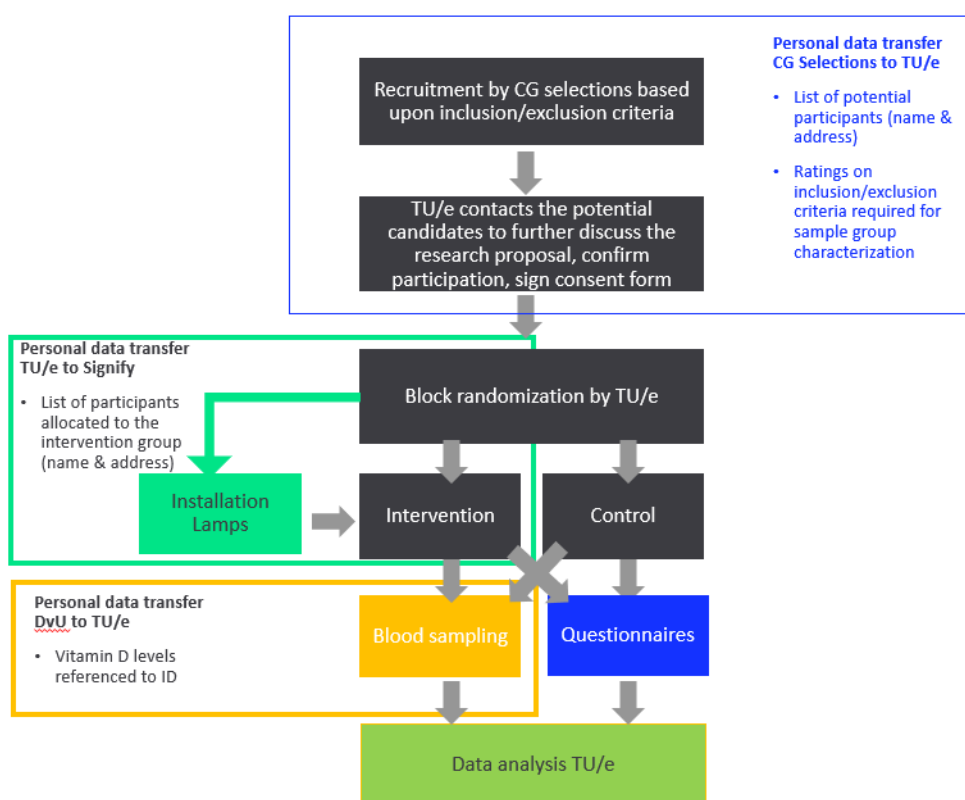 Personal data transfer
CG Selections to TU/e
• List of potential
participants (name &
address)
• Ratings on
inclusion/exclusion
criteria required for
sample group
characterization
Recruitment by CG selections based
upon inclusion/exclusion criteria
TU/e contacts the potential
candidates to further discuss the
research proposal, confirm
participation, sign consent form
Personal data transfer
TU/e to Signify
• List of participants
allocated to the
intervention group
(name & address)
Block randomization by TU/e
Installation
Lamps
Intervention
Control
Personal data transfer
DvU to TU/e
• Vitamin D levels
referenced to ID
Blood sampling
Questionnaires
Data analysis TU/e